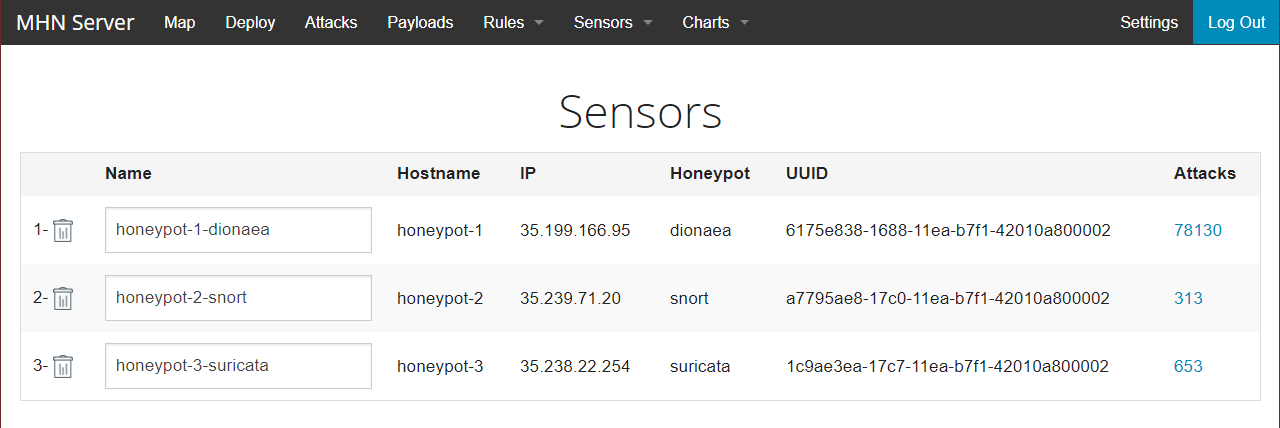 MHN Server Map Deploy Attacks Payloads Rules Sensors Charts Settings Log Out
Sensors
Name Hostname IP Honeypot UUID Attacks
1- honeypot-1-dionaea honeypot-1 35.199.166.95 dionaea 6175e838-1688-11ea-b7f1-42010a800002 78130
2- honeypot-2-snort honeypot-2 35.239.71.20 snort a7795ae8-17c0-11ea-b7f1-42010a800002 313
3- honeypot-3-suricata honeypot-3 35.238.22.254 suricata 1c9ae3ea-17c7-11ea-b7f1-42010a800002 653